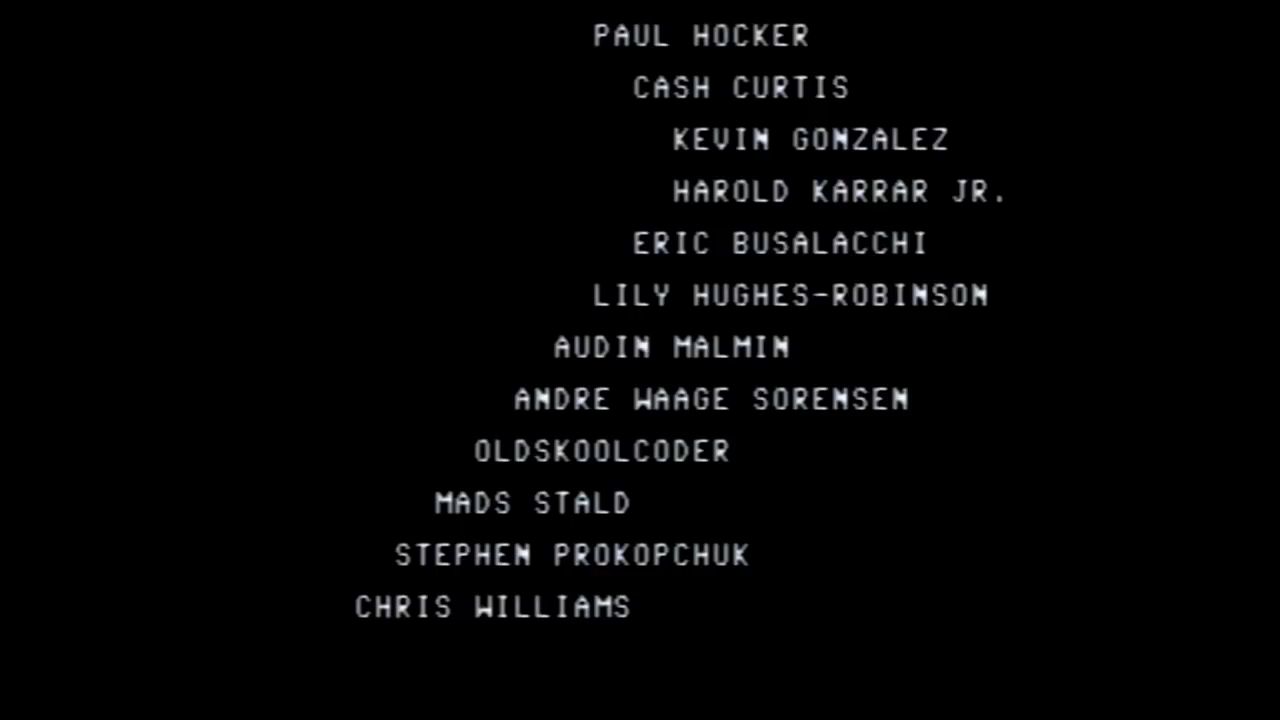 PAUL HOCKER
CASH CURTIS
KEVIN GONZALEZ
HAROLD KARRAR JR.
ERIC BUSALACCHI
LILY HUGHES-ROBINSON
AUDIN MALMIN
ANDRE WAAGE SORENSEN
OLDSKOOLCODER
MADS STALD
STEPHEN PROKOPCHUK
CHRIS WILLIAMS